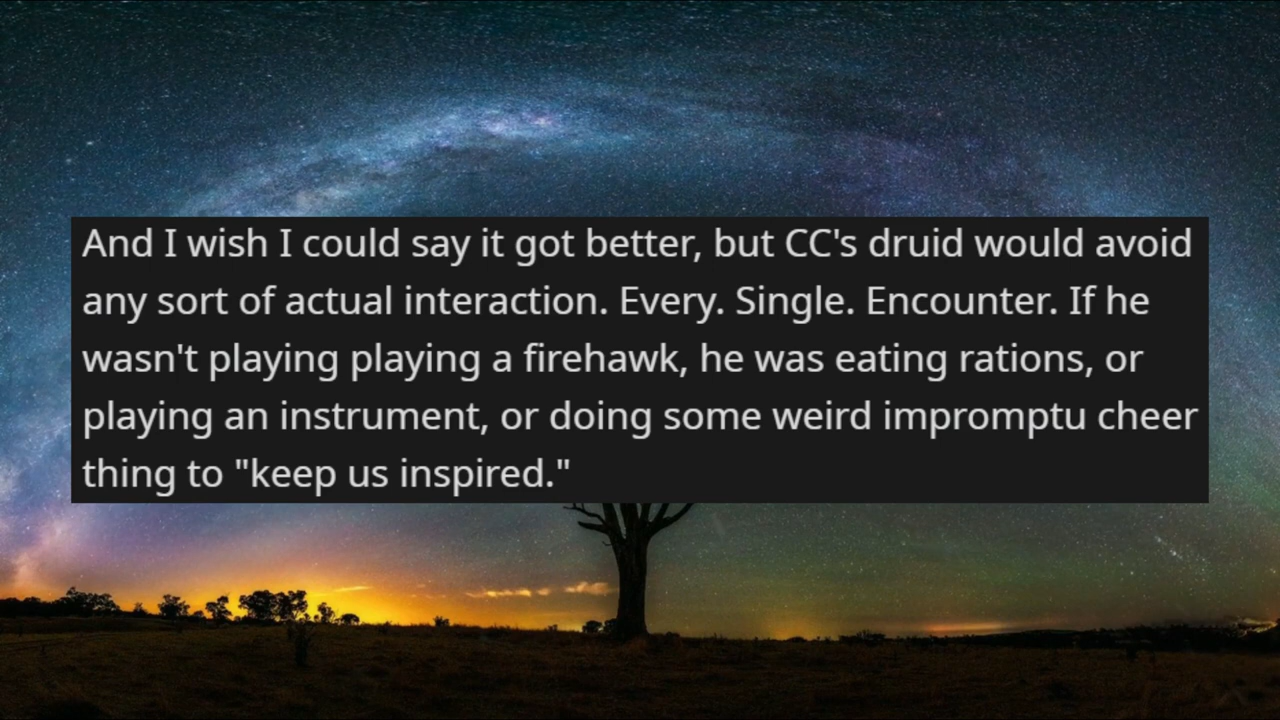 And I wish I could say it got better, but CC's druid would avoid
any sort of actual interaction. Every. Single. Encounter. If he
wasn't playing playing a firehawk, he was eating rations, or
playing an instrument, or doing some weird impromptu cheer
thing to "keep us inspired."